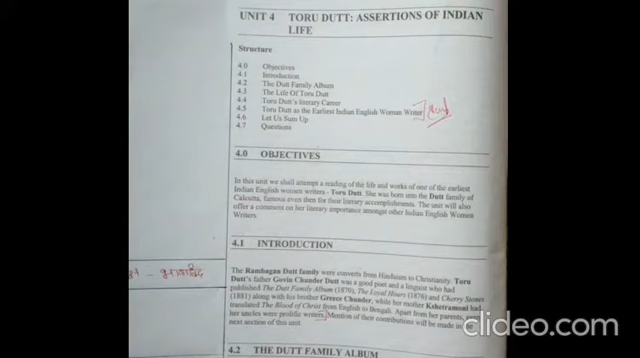 UNIT 4 TORU DUTT: ASSERTIONS OF INDIAN
LIFE
Structure
4.0 Objectives
4.1 Introduction
4.2 The Dutt Family Album
4.3 The Life Of Toru Dutt
4.4 Toru Dutt's Literary Career
4.5 Toru Dutt as the Earliest Indian English Woman Writer
4.6 Let Us Sum Up
4.7 Questions
4.0 OBJECTIVES
In this unit we shall attempt a reading of the life and works of one of the earliest
Indian English women writers - Toru Dutt. She was born into the Dutt family of
Calcutta, famous even then for their literary accomplishments. The unit will also
offer a comment on her literary importance amongst other Indian English Women
Writers.
4.1 INTRODUCTION
The Rambagan Dutt family were converts from Hinduism to Christianity. Toru
Dutt's father Govin Chunder Dutt was a good poet and a linguist who had
published The Dutt Family Album (1870), The Loyal Hours (1876) and Cherry Stones
(1881) along with his brother Greece Chunder, while her mother Kshetramoni had
translated The Blood of Christ from English to Bengali. Apart from her parents,
her uncles were prolific writers. Mention of their contributions will be made in
next section of this unit.
4.2 THE DUTT FAMILY ALBUM
clideo.com